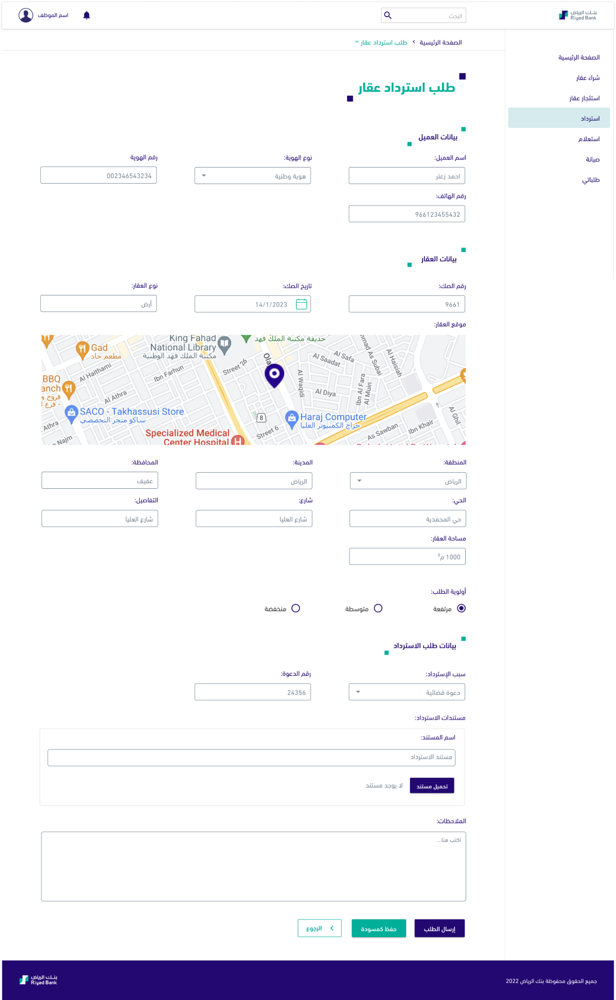 بنك الرياض
Riyad Bank
البحث
اسم الموظف
الصفحة الرئيسية
شراء عقار
استئجار عقار
استرداد
استعلام
صيانة
طلباتي
الصفحة الرئيسية › طلب استرداد عقار
طلب استرداد عقار
بيانات العميل
اسم العميل: نوع الهوية: رقم الهوية
احمد زعتر هوية وطنية 002346543234
رقم الهاتف:
966123455432
بيانات العقار
رقم الصك: تاريخ الصك: نوع العقار:
9661 14/1/2023 أرض
موقع العقار:
King Fahad
National Library
مكتبة الملك فهد الوطنية
حديقة مكتبة الملك فهد
Gad
مطعم جاد
Al Haithami
Ibn Farhun
Street 26
Ola
Al Saadat
Al Safa
mmad As Subai
Al Haisiah
BBQ
anch
فروج و
فرع ا -
Al Athra
Al Waqidi
Al Diya
Ibn Al Fara
Al Muin
SACO - Takhassusi Store
ساكو متجر التخصصي
Athra
Najm
8
Haraj Computer
حراج الكمبيوتر العليا
Specialized Medical
Center Hospital
H
Street 6
As Sawban
Ibn Khair
Al Ghil
المنطقة: المدينة: المحافظة:
الرياض الرياض عفيف
الحي: شارع: التفاصيل:
حي المحمدية شارع العليا شارع العليا
مساحة العقار:
1000 م²
أولوية الطلب:
مرتفعة متوسطة منخفضة
بيانات طلب الاسترداد
سبب الإسترداد: رقم الدعوة:
دعوة قضائية 24356
مستندات الاسترداد:
اسم المستند:
مستند الاسترداد
تحميل مستند لا يوجد مستند
الملاحظات:
اكتب هنا...
إرسال الطلب حفظ كمسودة الرجوع
جميع الحقوق محفوظة بنك الرياض 2022
بنك الرياض
Riyad Bank